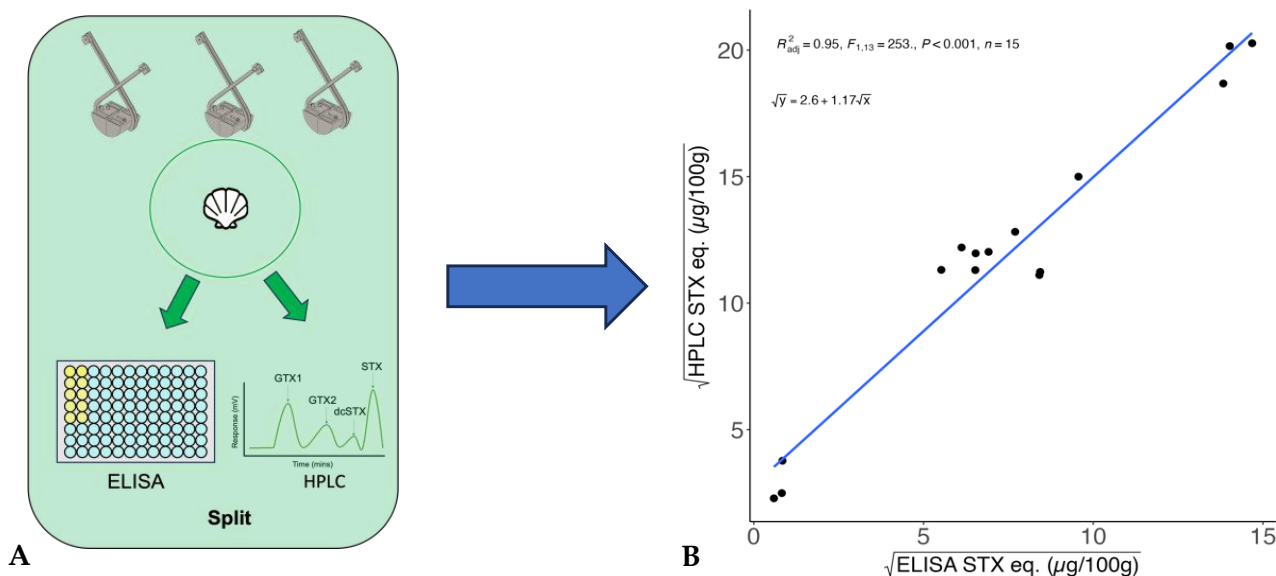 GTX1
GTX2
dcSTX
STX
Response (mV)
Time (mins)
ELISA
HPLC
Split
A
R²adj = 0.95, F1,13 = 253., P < 0.001, n = 15
√y = 2.6 + 1.17√x
20
15
10
5
√HPLC STX eq. (µg/100g)
0
5
10
15
√ELISA STX eq. (µg/100g)
B